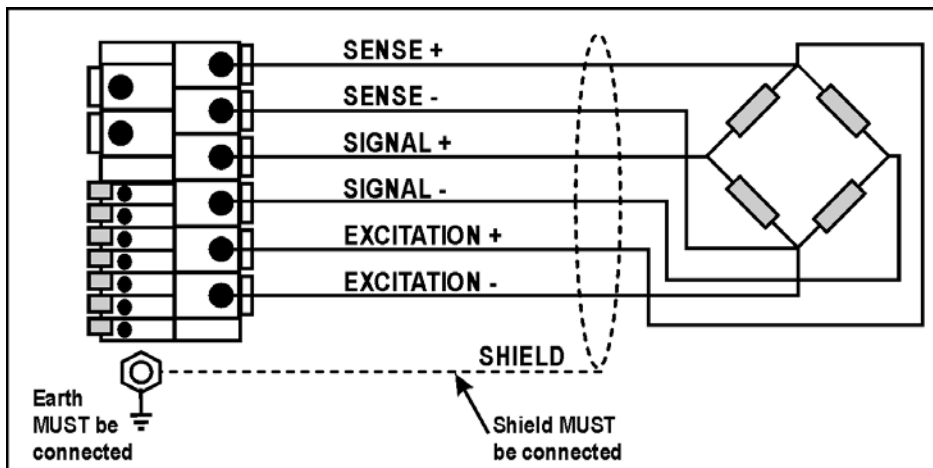 SENSE +
SENSE -
SIGNAL +
SIGNAL -
EXCITATION +
EXCITATION -
SHIELD
Earth
MUST be
connected
Shield MUST
be connected